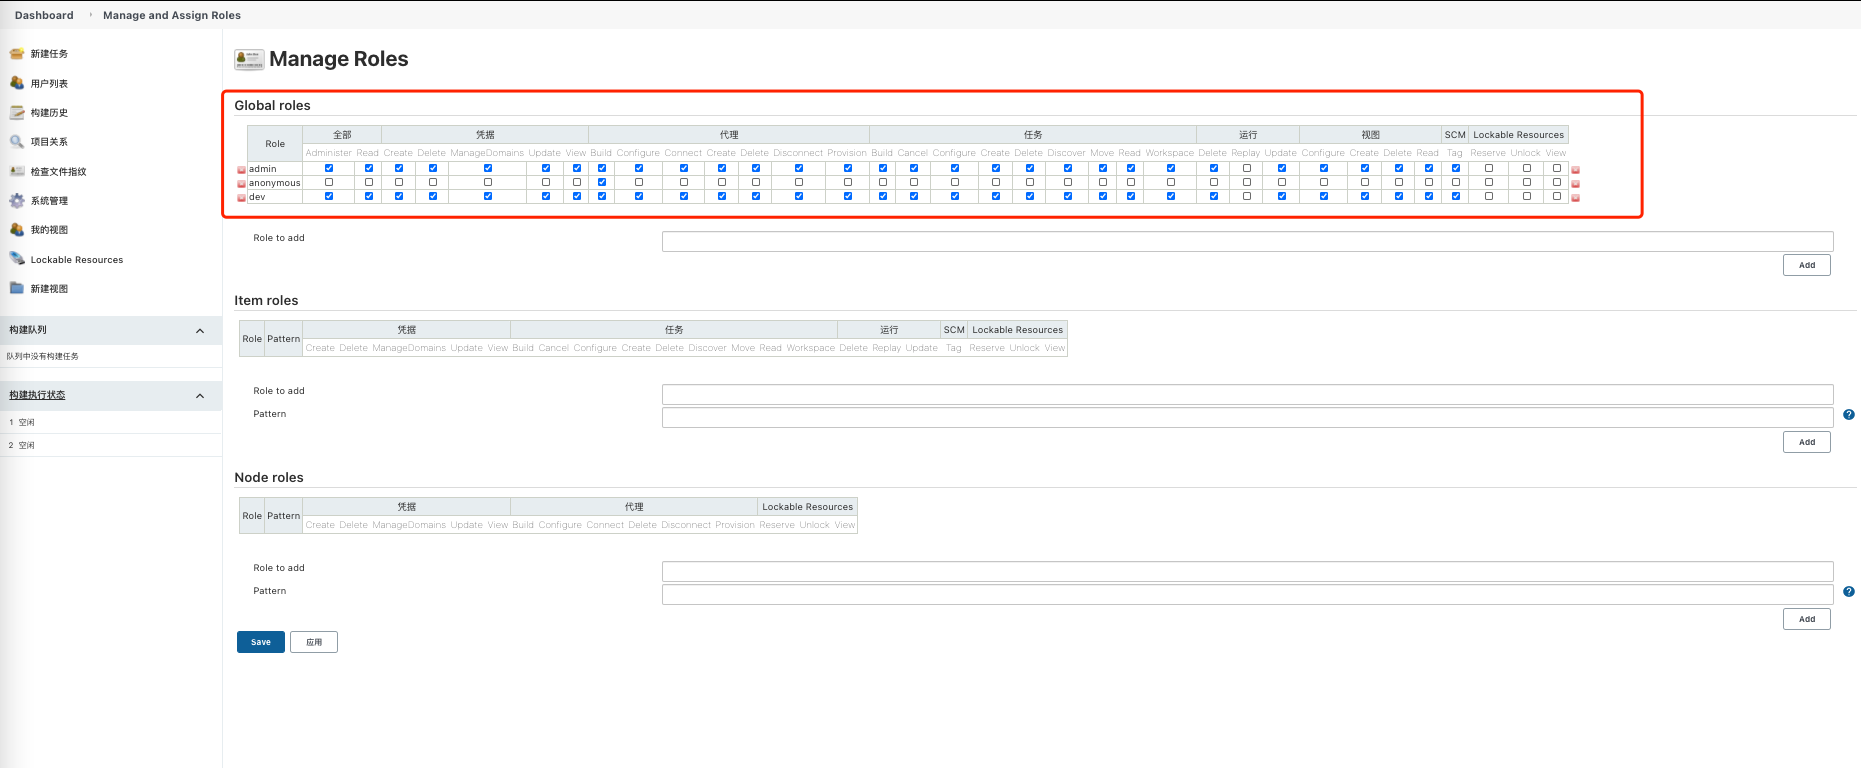 Dashboard › Manage and Assign Roles
新建任务
用户列表
构建历史
项目关系
检查文件指纹
系统管理
我的视图
Lockable Resources
新建视图
构建队列
队列中没有构建任务
构建执行状态
1 空闲
2 空闲
Manage Roles
Global roles
Role 全部 凭据 代理 任务 运行 视图 SCM Lockable Resources
Administer Read Create Delete ManageDomains Update View Build Configure Connect Create Delete Disconnect Provision Build Cancel Configure Create Delete Discover Move Read Workspace Delete Replay Update Configure Create Delete Read Tag Reserve Unlock View
admin
anonymous
dev
Role to add
Add
Item roles
Role Pattern 凭据 任务 运行 SCM Lockable Resources
Create Delete ManageDomains Update View Build Cancel Configure Create Delete Discover Move Read Workspace Delete Replay Update Tag Reserve Unlock View
Role to add
Pattern
?
Add
Node roles
Role Pattern 凭据 代理 Lockable Resources
Create Delete ManageDomains Update View Build Configure Connect Delete Disconnect Provision Reserve Unlock View
Role to add
Pattern
?
Add
Save 应用